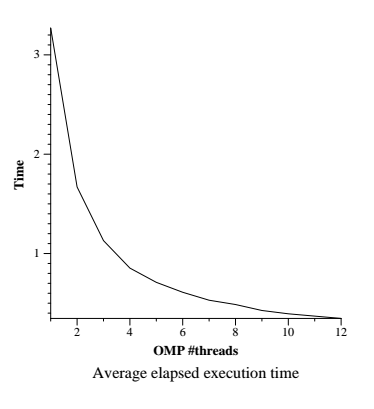 3
2
1
Time
2 4 6 8 10 12
OMP #threads
Average elapsed execution time